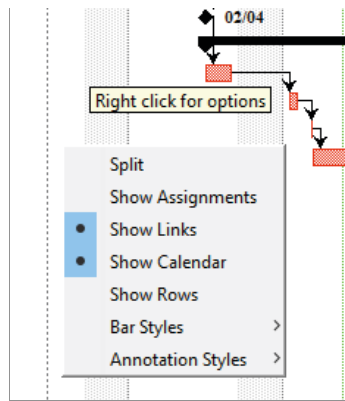 02/04
Right click for options
Split
Show Assignments
Show Links
Show Calendar
Show Rows
Bar Styles
Annotation Styles